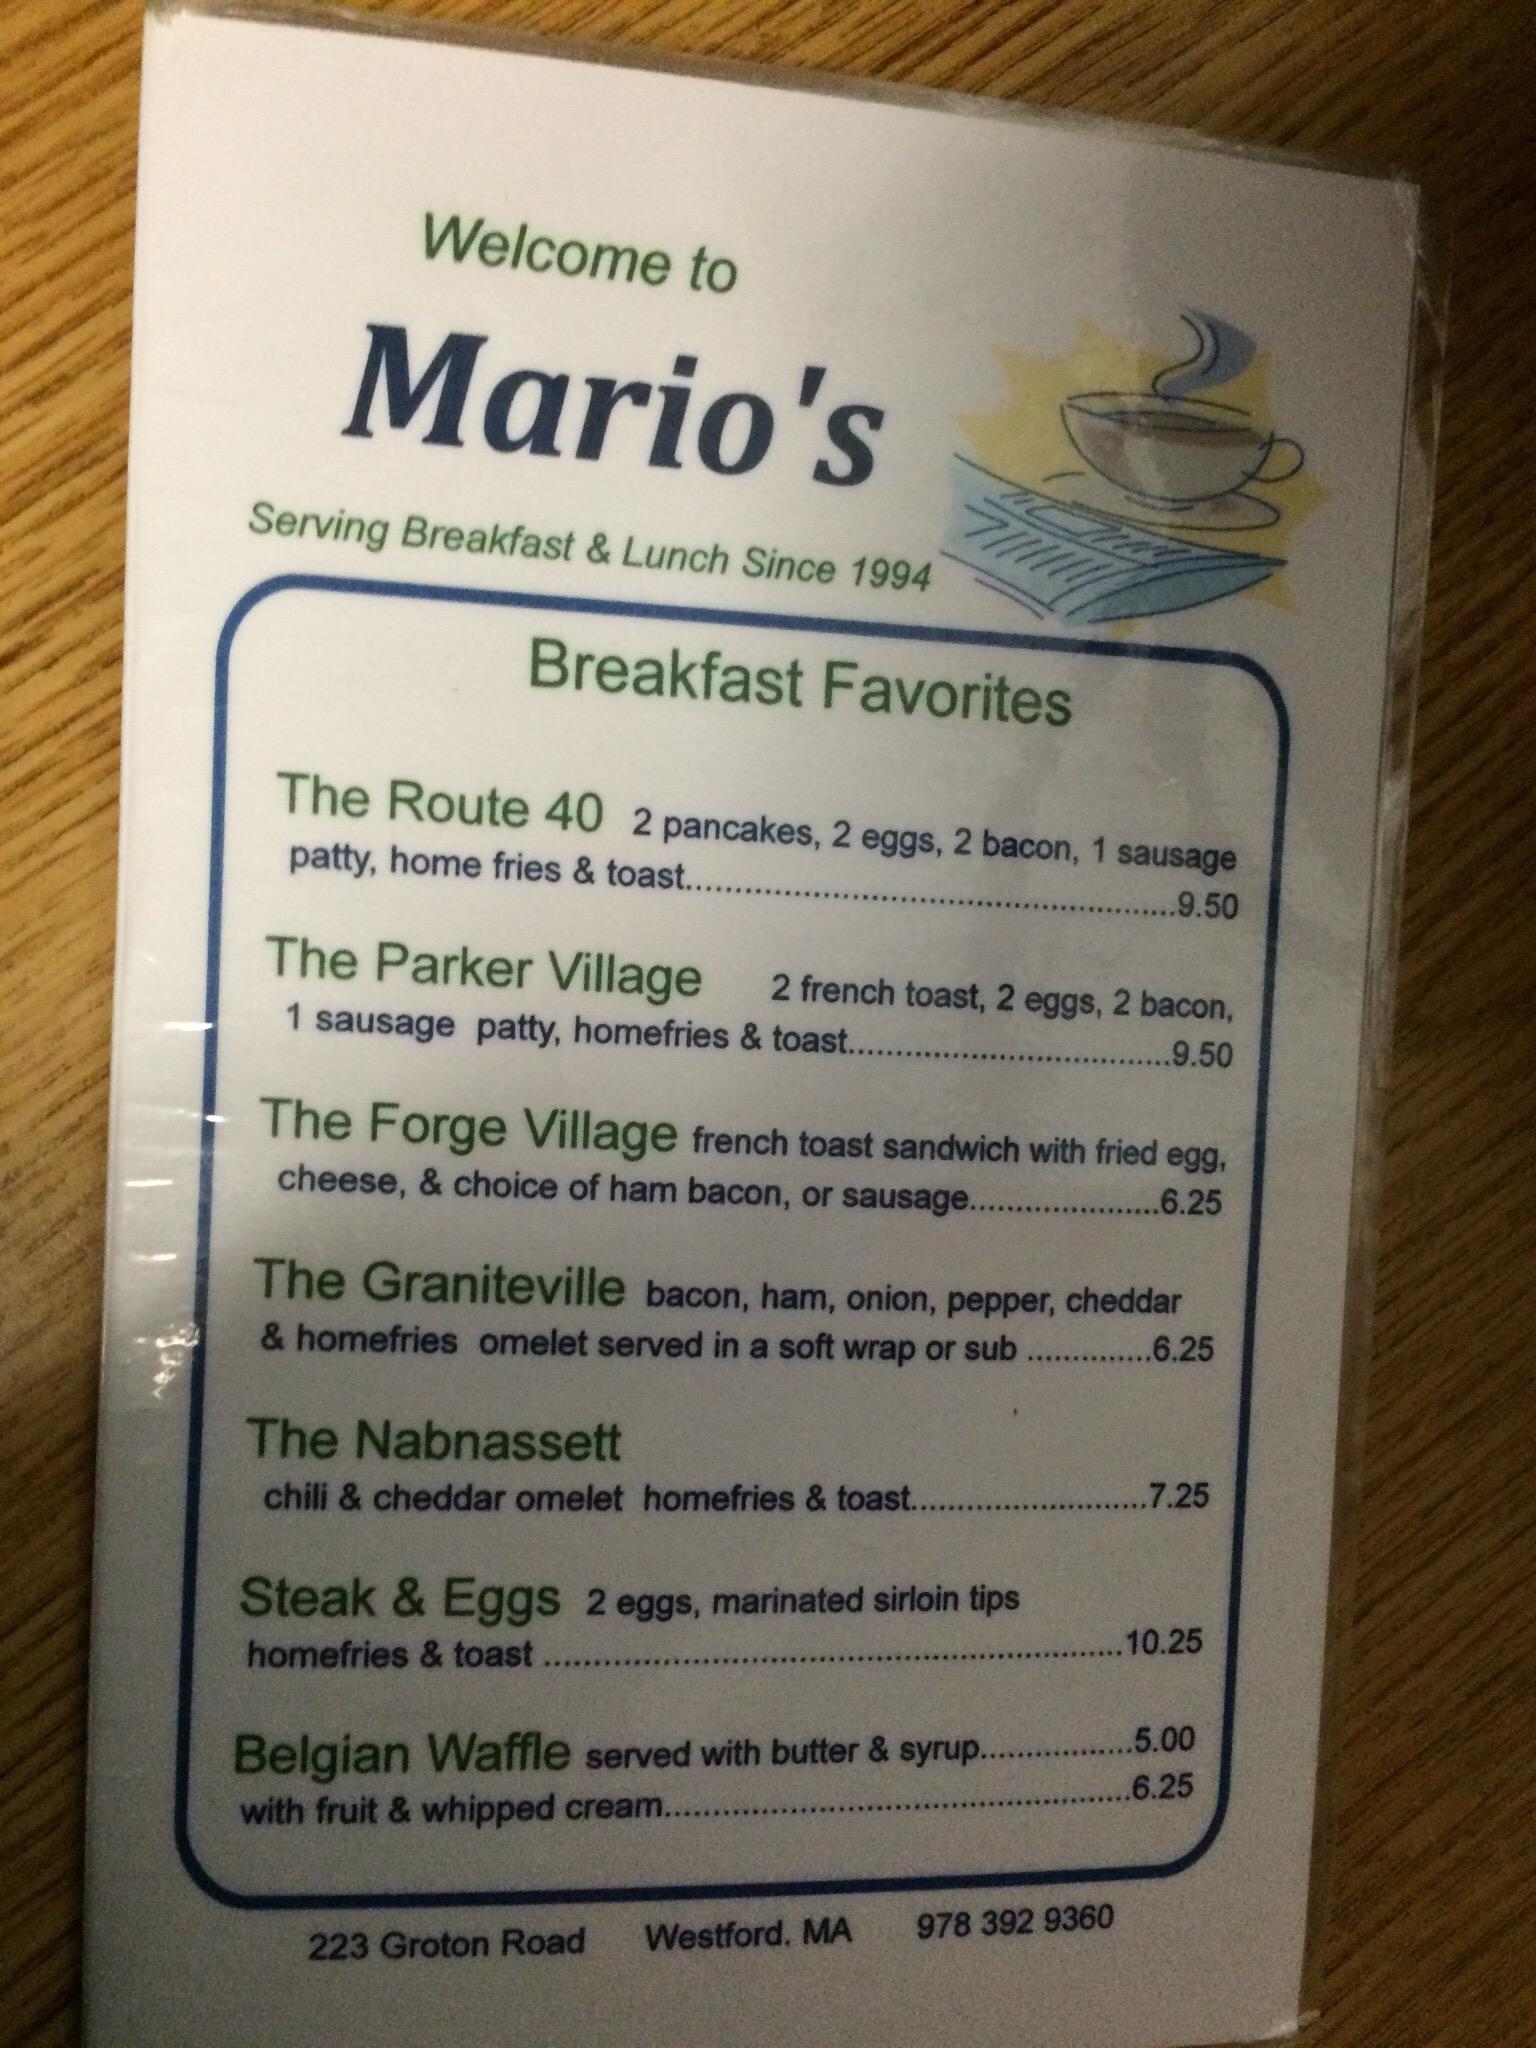 Welcome to
Mario's
Serving Breakfast & Lunch Since 1994
Breakfast Favorites
The Route 40 2 pancakes, 2 eggs, 2 bacon, 1 sausage
patty, home fries & toast..................................................9.50
The Parker Village 2 french toast, 2 eggs, 2 bacon,
1 sausage patty, homefries & toast..................................9.50
The Forge Village french toast sandwich with fried egg,
cheese, & choice of ham bacon, or sausage....................6.25
The Graniteville bacon, ham, onion, pepper, cheddar
& homefries omelet served in a soft wrap or sub ..............6.25
The Nabnassett
chili & cheddar omelet homefries & toast.........................7.25
Steak & Eggs 2 eggs, marinated sirloin tips
homefries & toast ............................................................10.25
Belgian Waffle served with butter & syrup.................5.00
with fruit & whipped cream.................................................6.25
223 Groton Road Westford. MA 978 392 9360